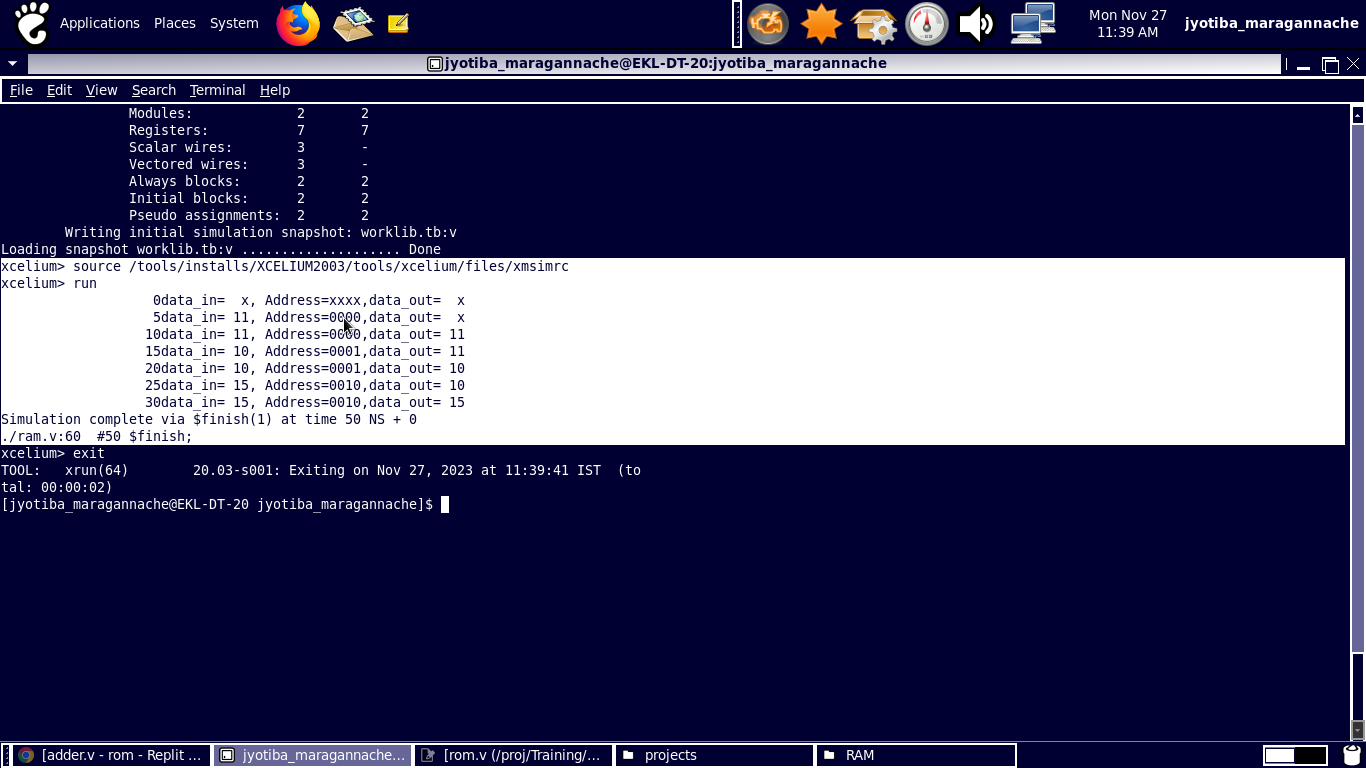 Applications Places System
Mon Nov 27
11:39 AM
jyotiba_maragannache
jyotiba_maragannache@EKL-DT-20:jyotiba_maragannache
File Edit View Search Terminal Help
Modules: 2 2
Registers: 7 7
Scalar wires: 3 -
Vectored wires: 3 -
Always blocks: 2 2
Initial blocks: 2 2
Pseudo assignments: 2 2
Writing initial simulation snapshot: worklib.tb:v
Loading snapshot worklib.tb:v .................... Done
xcelium> source /tools/installs/XCELIUM2003/tools/xcelium/files/xmsimrc
xcelium> run
0data_in=  x, Address=xxxx,data_out=  x
5data_in= 11, Address=0000,data_out=  x
10data_in= 11, Address=0000,data_out= 11
15data_in= 10, Address=0001,data_out= 11
20data_in= 10, Address=0001,data_out= 10
25data_in= 15, Address=0010,data_out= 10
30data_in= 15, Address=0010,data_out= 15
Simulation complete via $finish(1) at time 50 NS + 0
./ram.v:60  #50 $finish;
xcelium> exit
TOOL:   xrun(64)        20.03-s001: Exiting on Nov 27, 2023 at 11:39:41 IST  (to
tal: 00:00:02)
[jyotiba_maragannache@EKL-DT-20 jyotiba_maragannache]$
[adder.v - rom - Replit ... jyotiba_maragannache... [rom.v (/proj/Training/... projects RAM